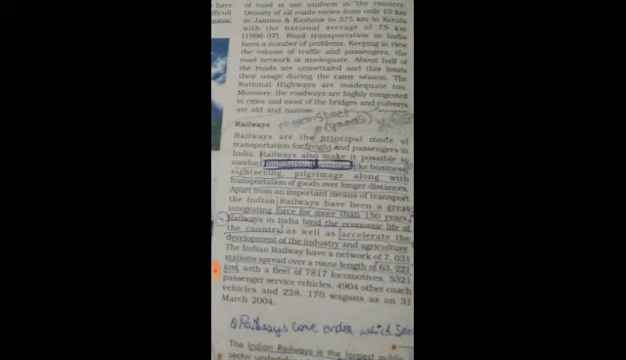 have
of road is not uniform in the country.
difficult
Density of all roads varies from only 10 km
in Jammu & Kashmir to 375 km in Kerala
with the national average of 75 km
(1996-97). Road transportation in India
faces a number of problems. Keeping in view
the volume of traffic and passengers, the
road network is inadequate. About half of
the roads are unmetalled and this limits
their usage during the rainy season. The
National Highways are inadequate too.
Moreover, the roadways are highly congested
in cities and most of the bridges and culverts
are old and narrow.
Railways
Railways are the principal mode of
transportation for freight and passengers in
India. Railways also make it possible to
conduct multifarious activities like business,
sightseeing, pilgrimage along with
transportation of goods over longer distances.
Apart from an important means of transport
the Indian Railways have been a great
integrating force for more than 150 years.
Railways in India bind the economic life of
the country as well as accelerate the
development of the industry and agriculture.
The Indian Railway have a network of 7,031
stations spread over a route length of 63,221
km, with a fleet of 7817 locomotives, 5321
passenger service vehicles, 4904 other coach
vehicles and 228,170 wagons as on 31
March 2004.
Railways come order which
The Indian Railways is the largest public